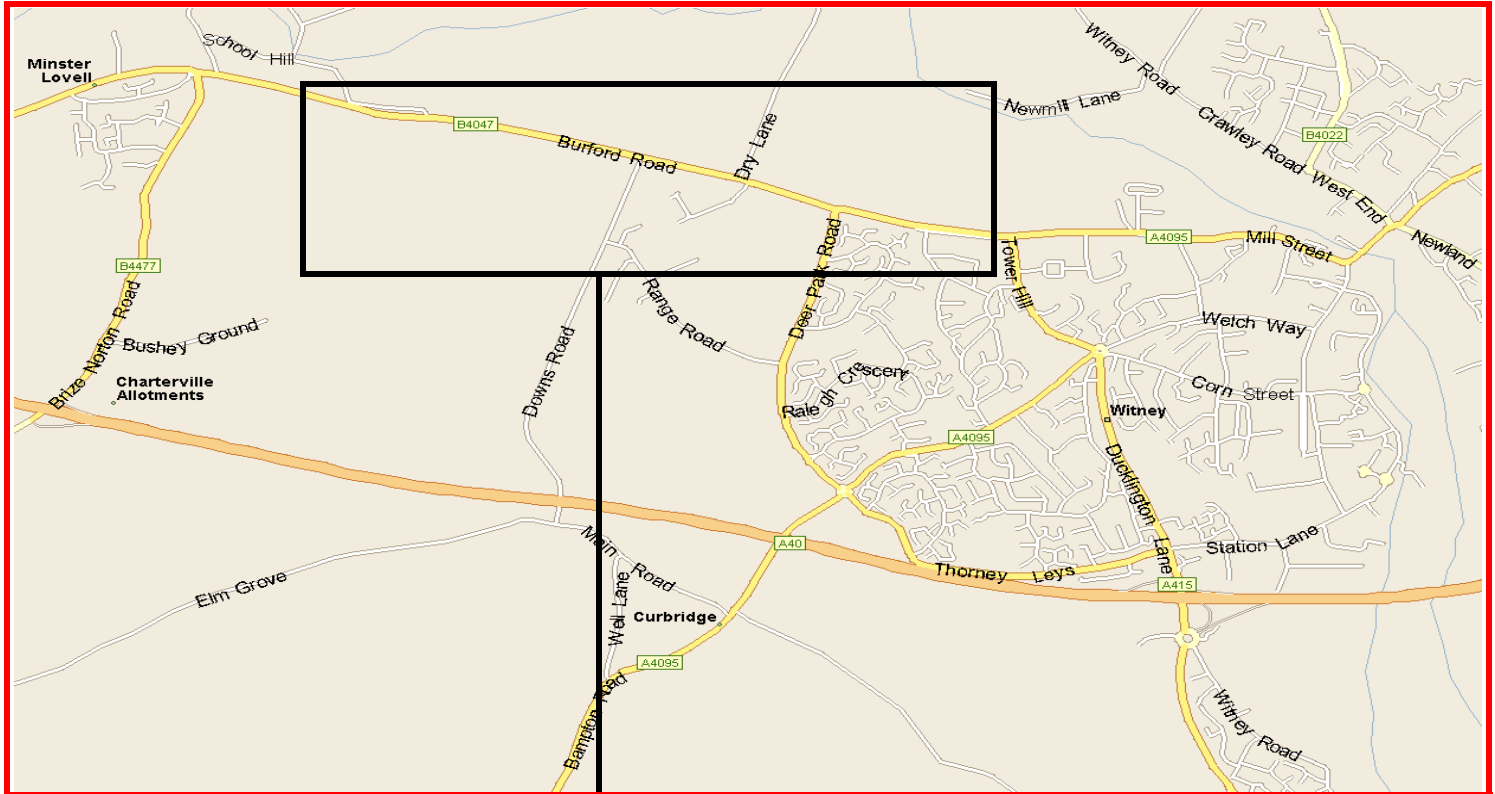 School Hill
Minster
Lovell
Witney Road
Newmill Lane
Crawley Road
B4022
B4047
Burford Road
Dry Lane
West End
Newland
A4095
Mill Street
Tower Hill
Deer Park Road
B4477
Brize Norton Road
Bushey Ground
Range Road
Welch Way
Downs Road
Charterville
Allotments
Raleigh Crescent
Corn Street
Witney
A4095
Ducklington Lane
Main Road
A40
Station Lane
Thorney Leys
A415
Elm Grove
Well Lane
Curbridge
A4095
Bampton Road
Witney Road